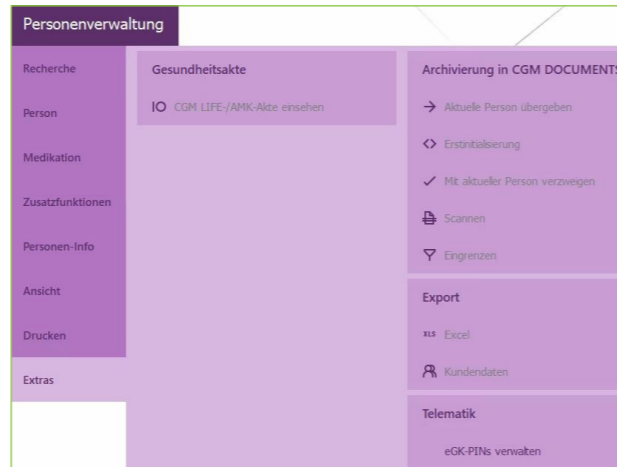 Personenverwaltung
Recherche
Person
Medikation
Zusatzfunktionen
Personen-Info
Ansicht
Drucken
Extras
Gesundheitsakte
IO CGM LIFE-/AMK-Akte einsehen
Archivierung in CGM DOCUMENTS
Aktuelle Person übergeben
Erstinitialisierung
Mit aktueller Person verzweigen
Scannen
Eingrenzen
Export
XLS Excel
Kundendaten
Telematik
eGK-PINs verwalten